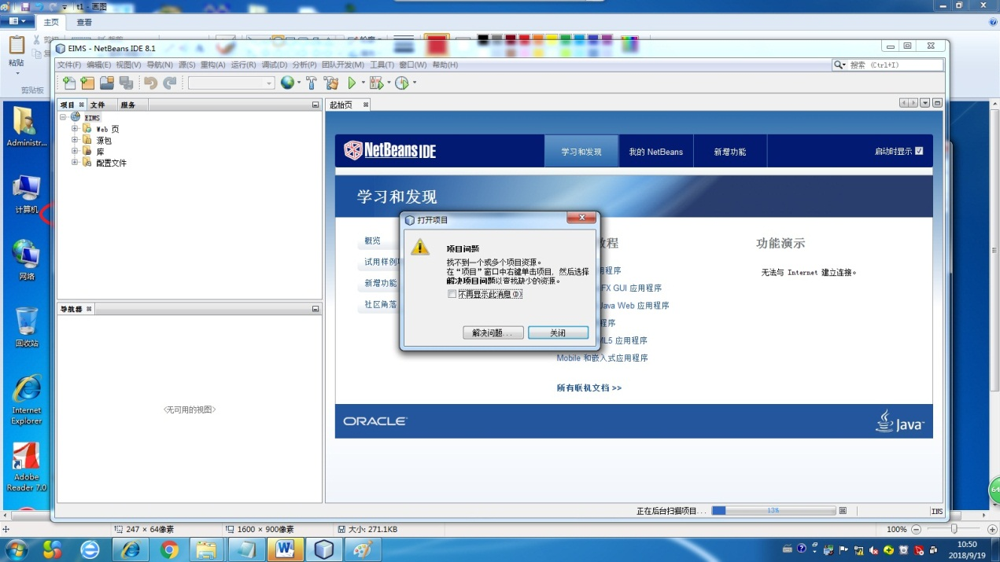 t1 - 画图
主页
查看
粘贴
剪贴板
EIMS - NetBeans IDE 8.1
文件(F) 编辑(E) 视图(V) 导航(N) 源(S) 重构(A) 运行(R) 调试(D) 分析(P) 团队开发(M) 工具(T) 窗口(W) 帮助(H)
搜索 (Ctrl+I)
项目 文件 服务
起始页
EIMS
Web 页
源包
库
配置文件
Administr...
计算机
网络
回收站
Internet
Explorer
Adobe
Reader 7.0
NetBeans IDE
学习和发现
我的 NetBeans
新增功能
启动时显示
学习和发现
概览
试用样例
新增功能
社区角落
教程
用程序
FX GUI 应用程序
Java Web 应用程序
程序
ML5 应用程序
Mobile 和嵌入式应用程序
所有联机文档 >>
功能演示
无法与 Internet 建立连接。
打开项目
项目问题
找不到一个或多个项目资源。
在“项目”窗口中右键单击项目，然后选择
解决项目问题以查找缺少的资源。
不再显示此消息(D)
解决问题...
关闭
导航器
<无可用的视图>
ORACLE
Java
正在后台扫描项目...
13%
INS
64
247 × 64像素
1600 × 900像素
大小: 271.1KB
100%
10:50
2018/9/19